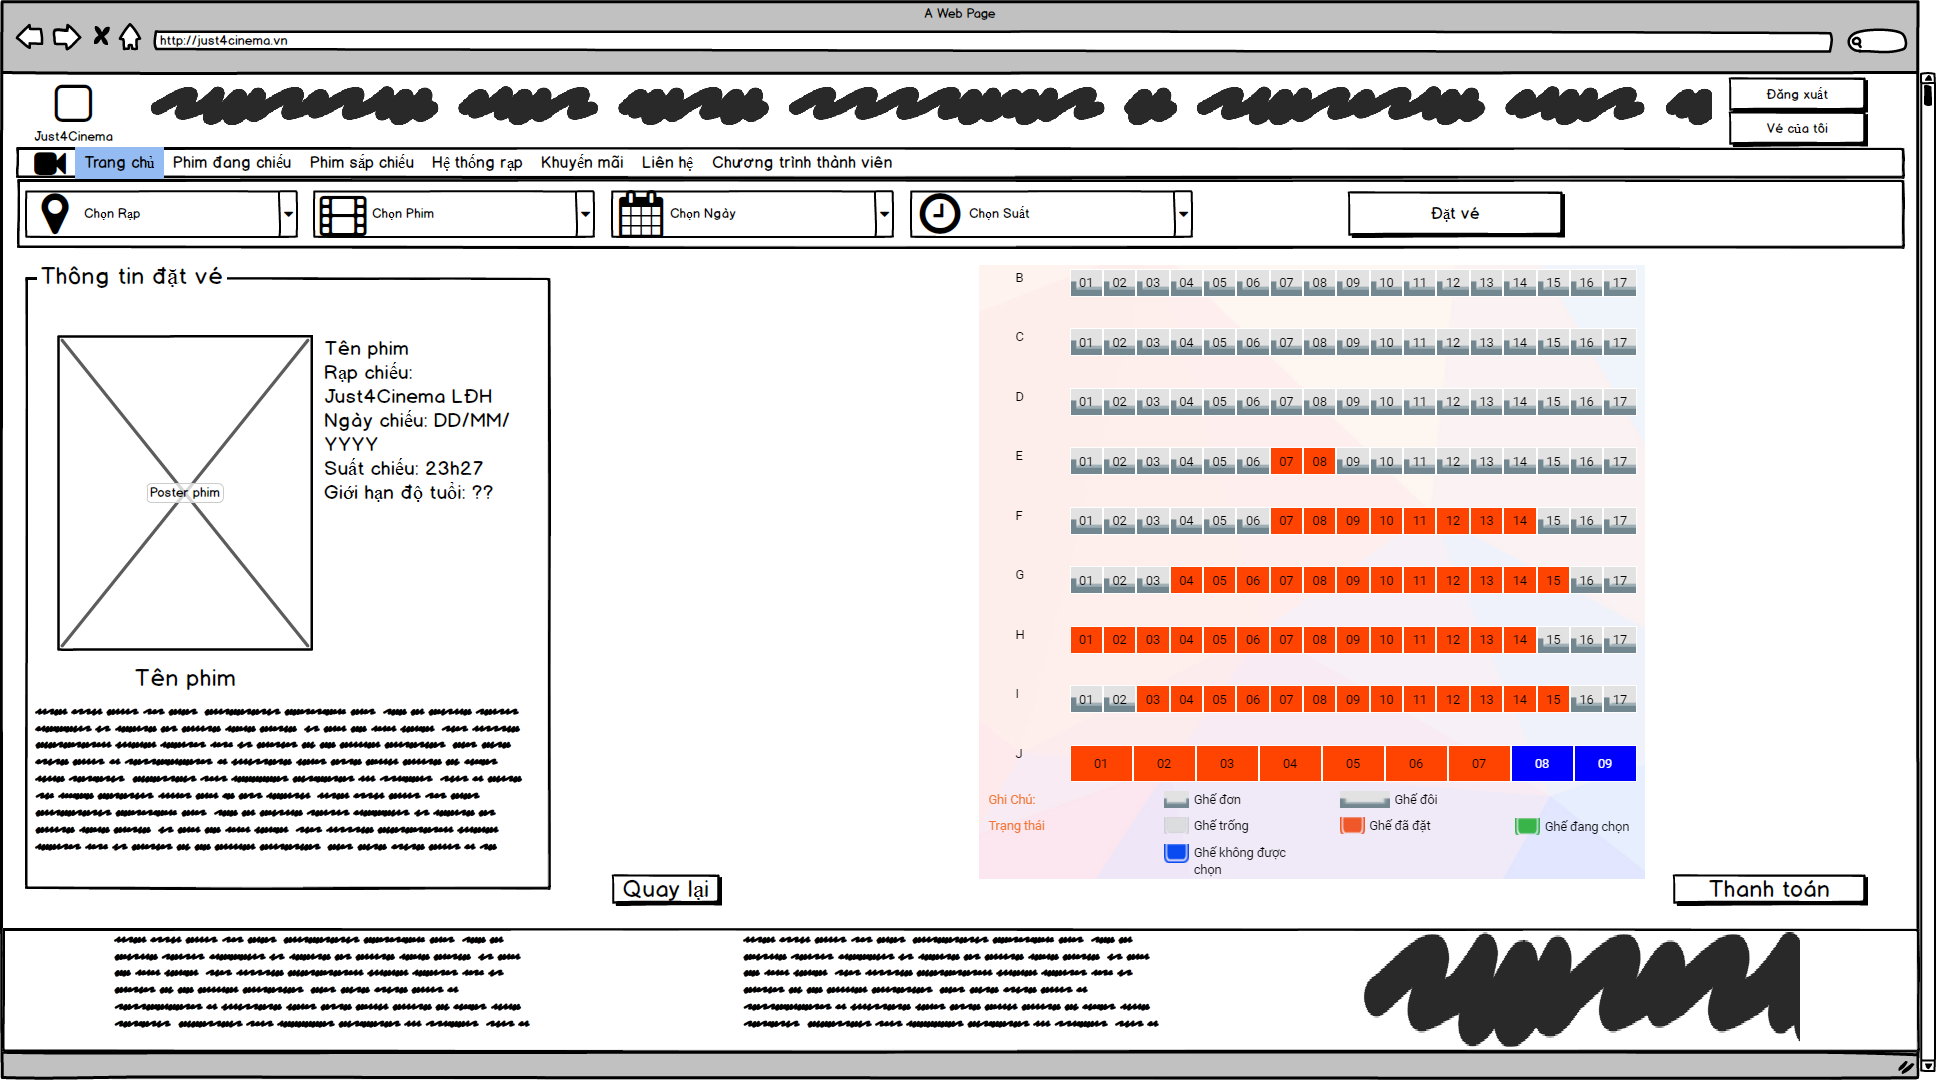 A Web Page
http://just4cinema.vn
Just4Cinema
Đăng xuất
Vé của tôi
Trang chủ Phim đang chiếu Phim sắp chiếu Hệ thống rạp Khuyến mãi Liên hệ Chương trình thành viên
Chọn Rạp Chọn Phim Chọn Ngày Chọn Suất Đặt vé
Thông tin đặt vé
Poster phim
Tên phim
Rạp chiếu:
Just4Cinema LĐH
Ngày chiếu: DD/MM/
YYYY
Suất chiếu: 23h27
Giới hạn độ tuổi: ??
Tên phim
B 01 02 03 04 05 06 07 08 09 10 11 12 13 14 15 16 17
C 01 02 03 04 05 06 07 08 09 10 11 12 13 14 15 16 17
D 01 02 03 04 05 06 07 08 09 10 11 12 13 14 15 16 17
E 01 02 03 04 05 06 07 08 09 10 11 12 13 14 15 16 17
F 01 02 03 04 05 06 07 08 09 10 11 12 13 14 15 16 17
G 01 02 03 04 05 06 07 08 09 10 11 12 13 14 15 16 17
H 01 02 03 04 05 06 07 08 09 10 11 12 13 14 15 16 17
I 01 02 03 04 05 06 07 08 09 10 11 12 13 14 15 16 17
J 01 02 03 04 05 06 07 08 09
Ghi Chú: Ghế đơn Ghế đôi
Trạng thái Ghế trống Ghế đã đặt Ghế đang chọn
Ghế không được
chọn
Quay lại
Thanh toán